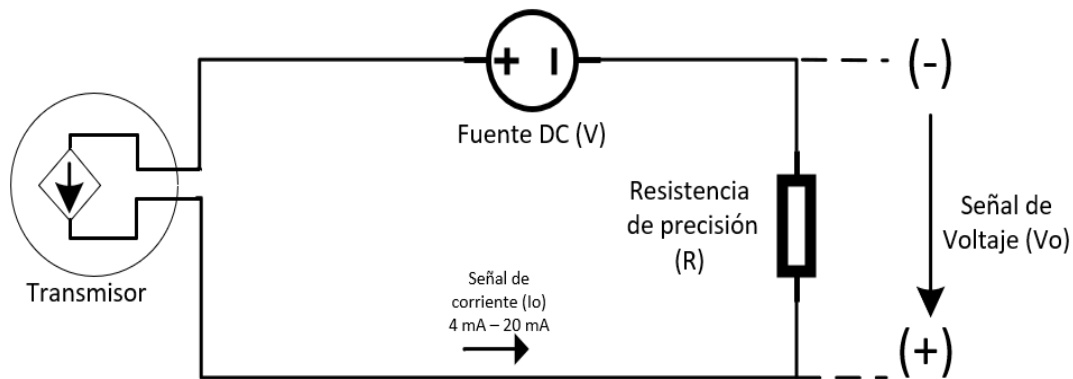 (-)
Fuente DC (V)
Resistencia
de precisión
(R)
Señal de
Voltaje (Vo)
Transmisor
Señal de
corriente (Io)
4 mA – 20 mA
(+)